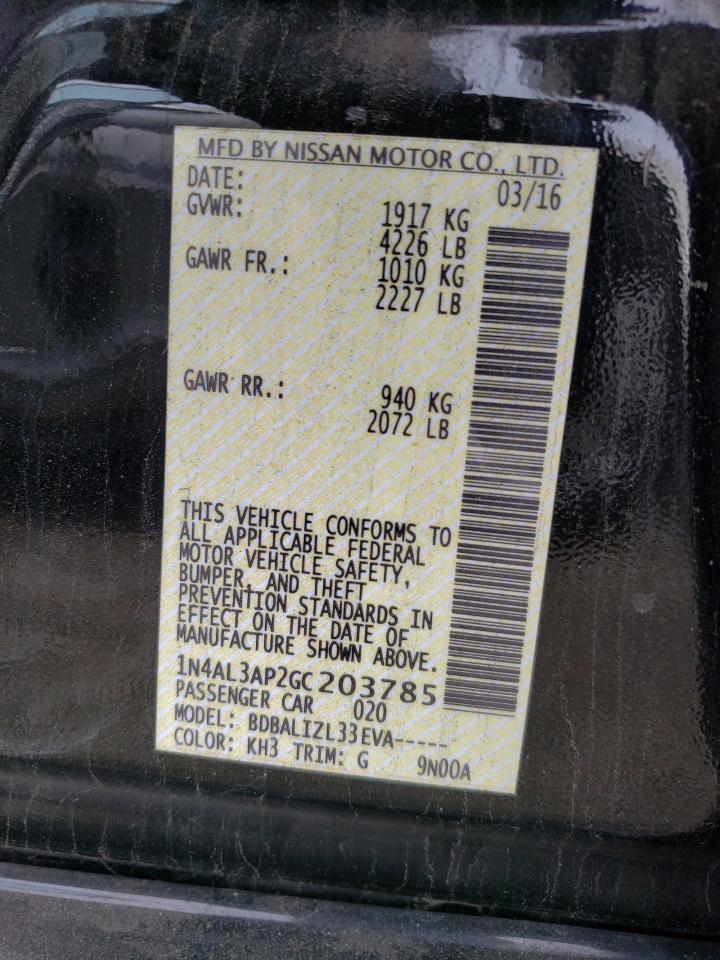 MFD BY NISSAN MOTOR CO., LTD.
DATE: 03/16
GVWR: 1917 KG
4226 LB
GAWR FR.: 1010 KG
2227 LB
GAWR RR.: 940 KG
2072 LB
THIS VEHICLE CONFORMS TO
ALL APPLICABLE FEDERAL
MOTOR VEHICLE SAFETY,
BUMPER, AND THEFT
PREVENTION STANDARDS IN
EFFECT ON THE DATE OF
MANUFACTURE SHOWN ABOVE.
1N4AL3AP2GC203785
PASSENGER CAR 020
MODEL: BDBALIZL33EVA-----
COLOR: KH3 TRIM: G 9N00A